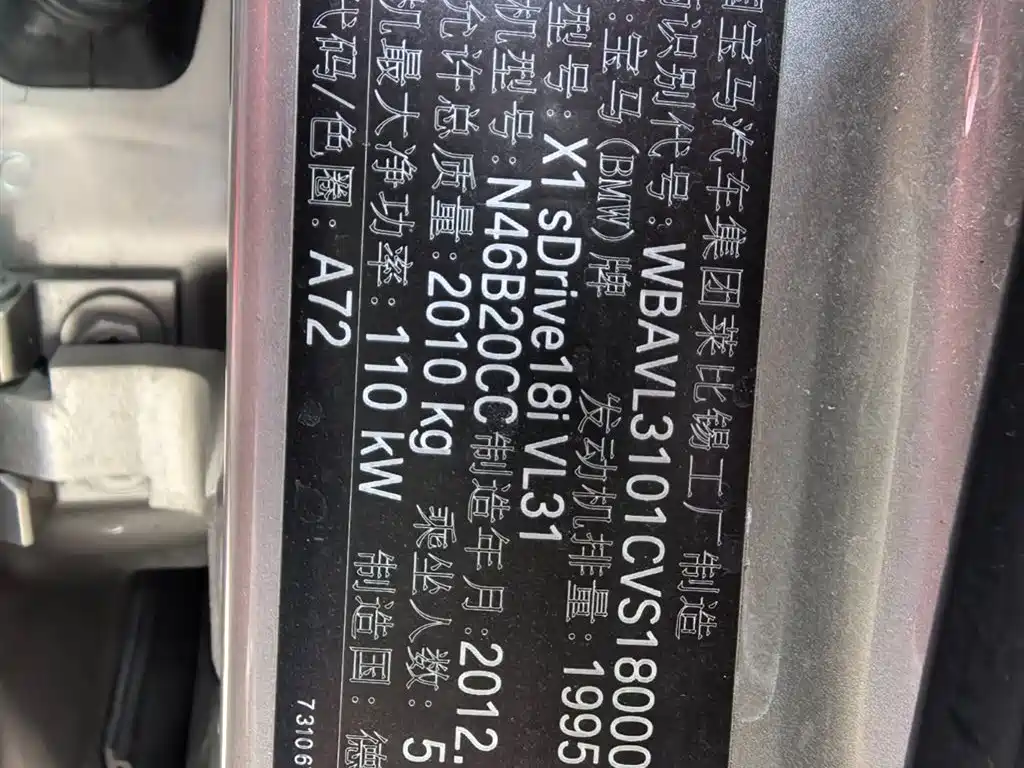 国宝马汽车集团莱比锡工厂 制造
识别代号:WBAVL3101CVS18000
:宝马(BMW)牌 发动机排量:1995
型号:X1 sDrive18i VL31
机型号:N46B20CC 制造年月:2012.
允许总质量:2010 kg 乘坐人数: 5
机最大净功率:110 kW 制造国:德
代码/色圈:A72
73106